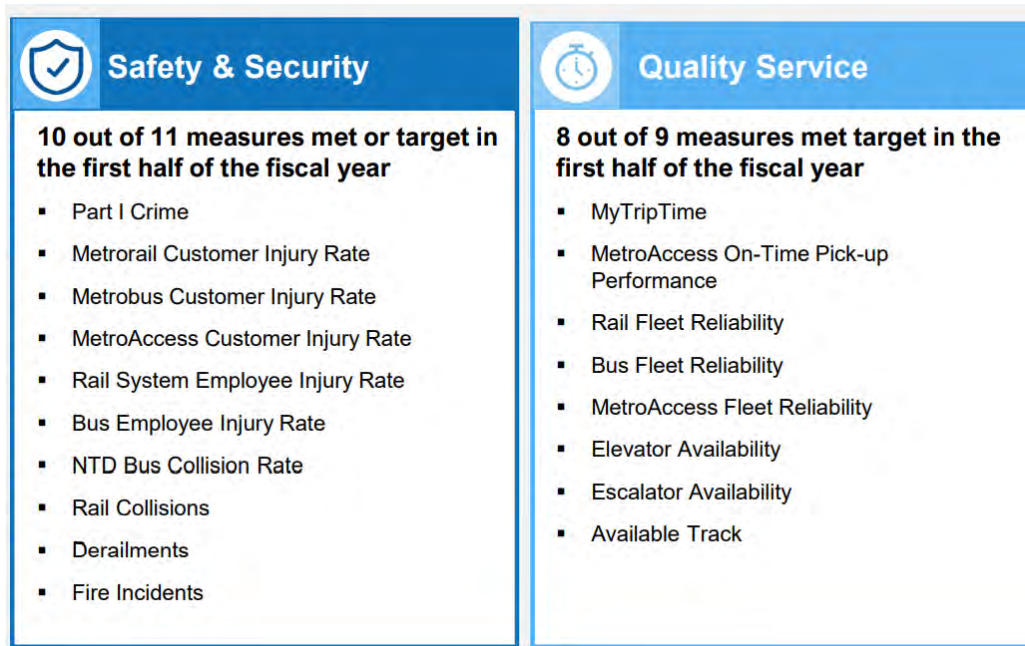 Safety & Security
10 out of 11 measures met or target in
the first half of the fiscal year
▪ Part I Crime
▪ Metrorail Customer Injury Rate
▪ Metrobus Customer Injury Rate
▪ MetroAccess Customer Injury Rate
▪ Rail System Employee Injury Rate
▪ Bus Employee Injury Rate
▪ NTD Bus Collision Rate
▪ Rail Collisions
▪ Derailments
▪ Fire Incidents
Quality Service
8 out of 9 measures met target in the
first half of the fiscal year
▪ MyTripTime
▪ MetroAccess On-Time Pick-up
Performance
▪ Rail Fleet Reliability
▪ Bus Fleet Reliability
▪ MetroAccess Fleet Reliability
▪ Elevator Availability
▪ Escalator Availability
▪ Available Track